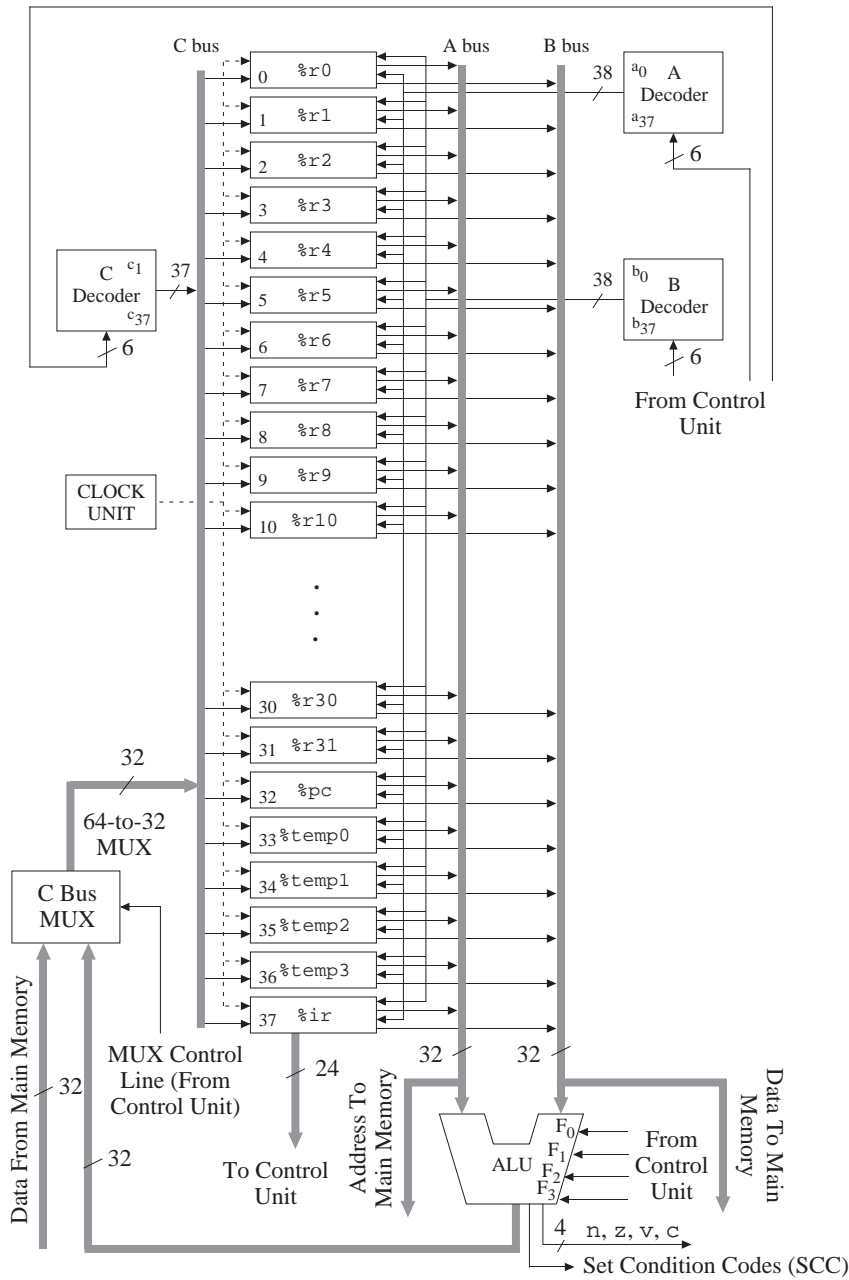 C bus
A bus
B bus
0 %r0
1 %r1
2 %r2
3 %r3
4 %r4
5 %r5
6 %r6
7 %r7
8 %r8
9 %r9
10 %r10
30 %r30
31 %r31
32 %pc
33 %temp0
34 %temp1
35 %temp2
36 %temp3
37 %ir
38
a0 A
Decoder
a37
6
38
b0 B
Decoder
b37
6
From Control
Unit
C c1
Decoder
c37
37
6
CLOCK
UNIT
32
64-to-32
MUX
C Bus
MUX
Data From Main Memory
32
32
MUX Control
Line (From
Control Unit)
24
To Control
Unit
32
32
Address To
Main Memory
Data To Main
Memory
ALU
F0
F1
F2
F3
From
Control
Unit
4 n, z, v, c
Set Condition Codes (SCC)